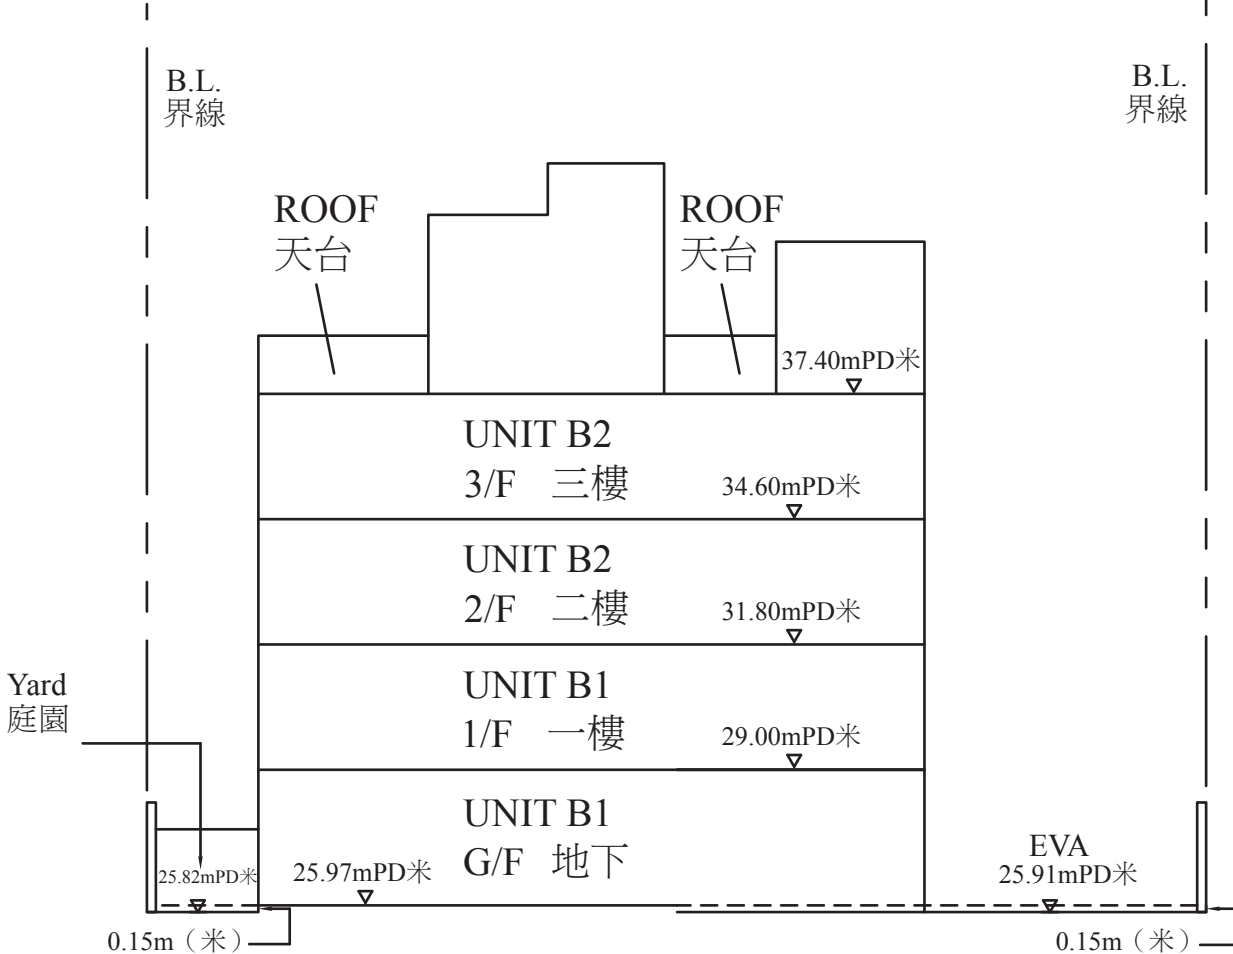 B.L.
界線
B.L.
界線
ROOF
天台
ROOF
天台
37.40mPD米
UNIT B2
3/F 三樓
34.60mPD米
UNIT B2
2/F 二樓
31.80mPD米
Yard
庭園
UNIT B1
1/F 一樓
29.00mPD米
UNIT B1
G/F 地下
25.82mPD米
25.97mPD米
EVA
25.91mPD米
0.15m（米）
0.15m（米）